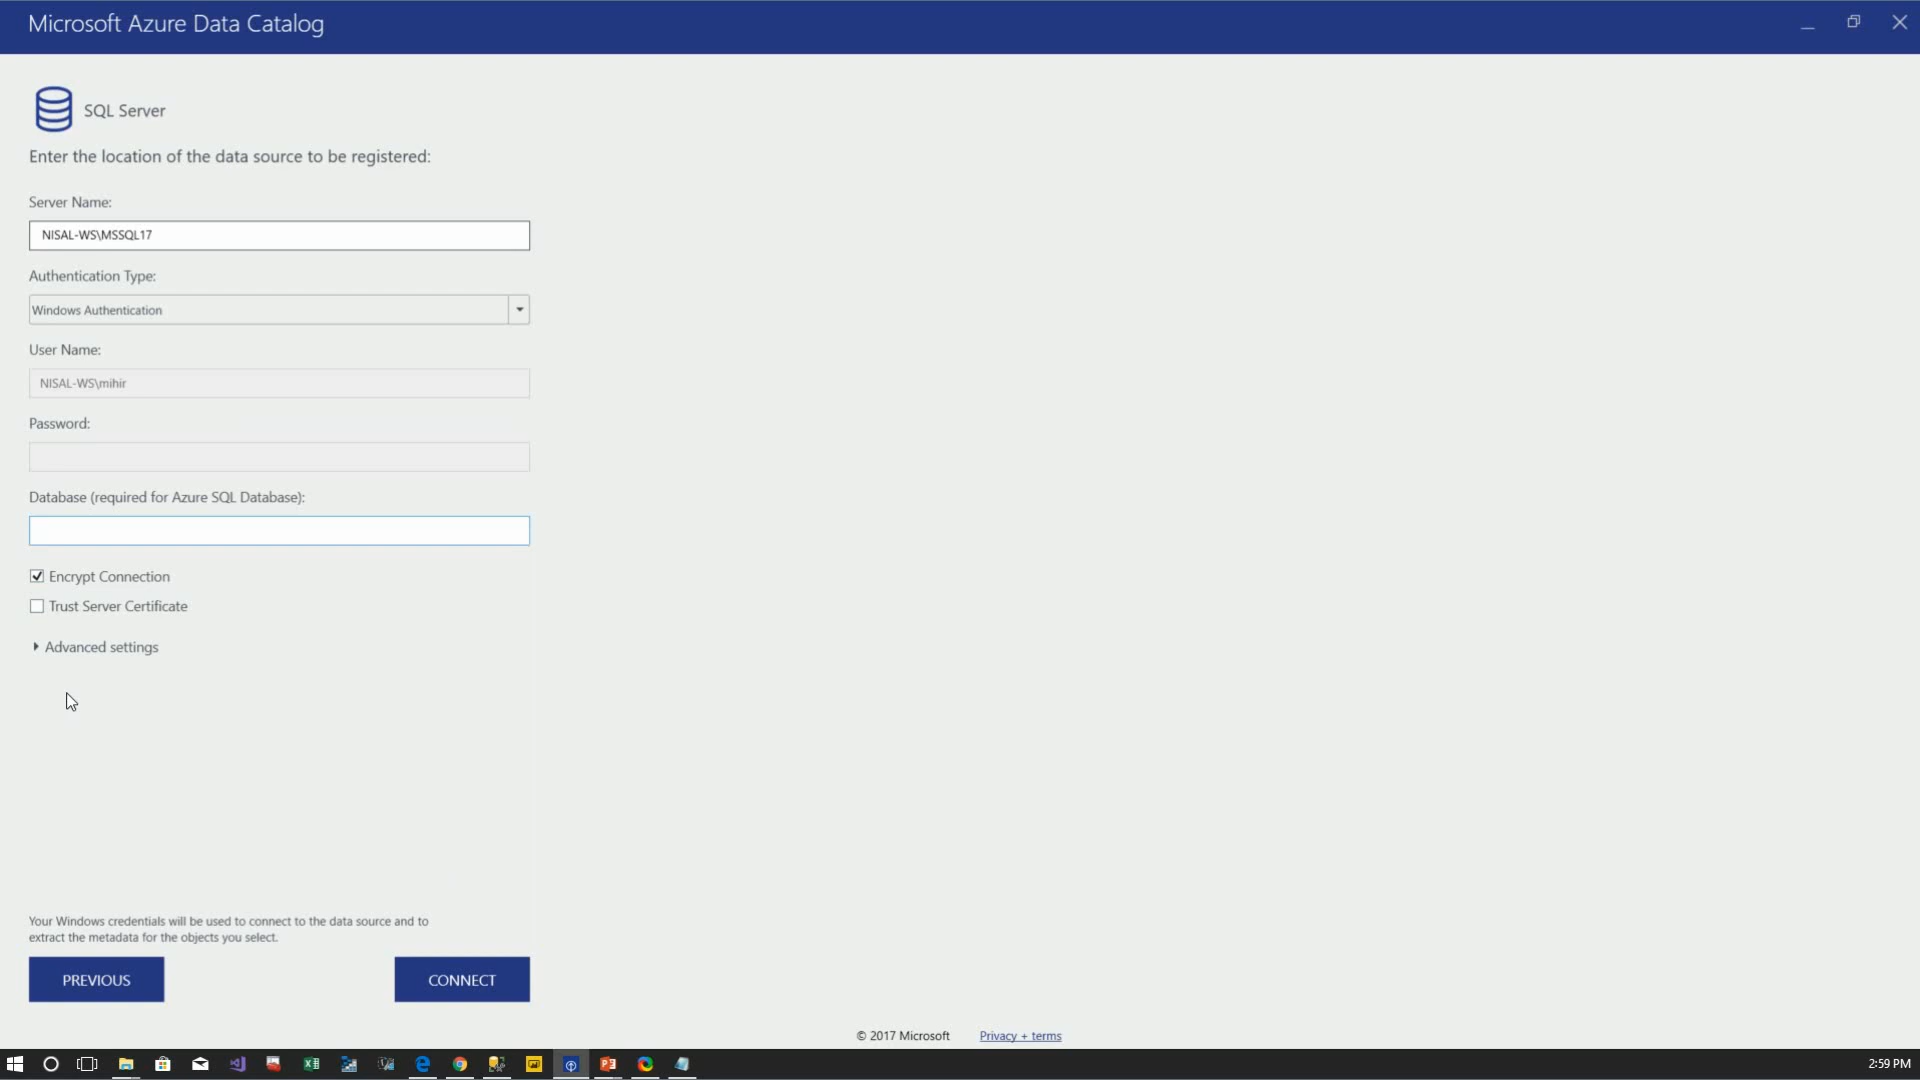 Microsoft Azure Data Catalog
SQL Server
Enter the location of the data source to be registered:
Server Name:
NISAL-WS\MSSQL17
Authentication Type:
Windows Authentication
User Name:
NISAL-WS\mihir
Password:
Database (required for Azure SQL Database):
Encrypt Connection
Trust Server Certificate
Advanced settings
Your Windows credentials will be used to connect to the data source and to
extract the metadata for the objects you select.
PREVIOUS
CONNECT
© 2017 Microsoft
Privacy + terms
2:59 PM